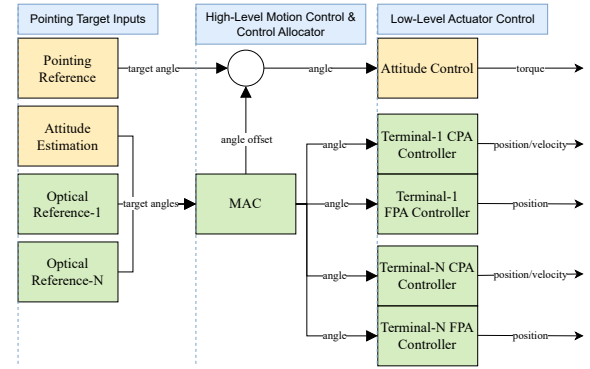 Pointing Target Inputs
High-Level Motion Control &
Control Allocator
Low-Level Actuator Control
Pointing
Reference
target angle
angle
Attitude Control
torque
Attitude
Estimation
angle offset
angle
Terminal-1 CPA
Controller
position/velocity
Optical
Reference-1
target angles
MAC
angle
Terminal-1
FPA Controller
position
Optical
Reference-N
angle
Terminal-N CPA
Controller
position/velocity
angle
Terminal-N FPA
Controller
position